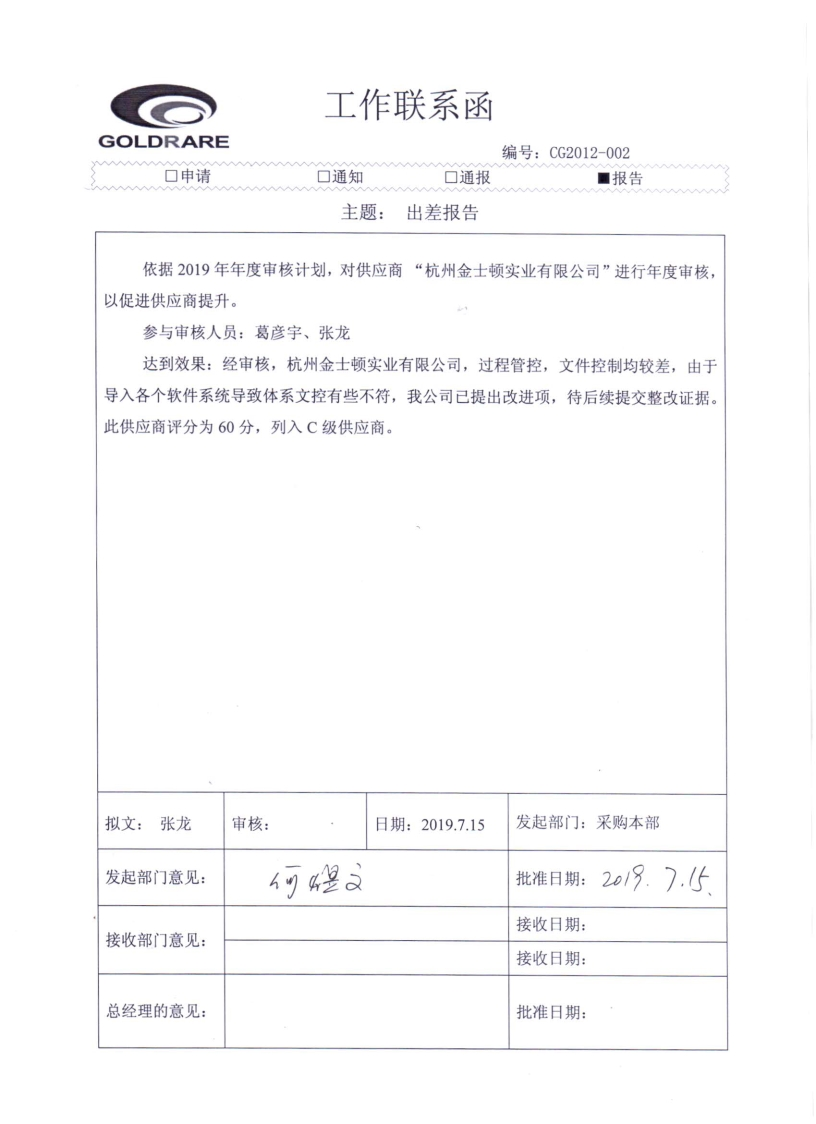 GOLDRARE
工作联系函
编号：CG2012-002
□申请 □通知 □通报 ■报告
主题： 出差报告
依据 2019 年年度审核计划，对供应商 “杭州金士顿实业有限公司”进行年度审核，
以促进供应商提升。
参与审核人员：葛彦宇、张龙
达到效果：经审核，杭州金士顿实业有限公司，过程管控，文件控制均较差，由于
导入各个软件系统导致体系文控有些不符，我公司已提出改进项，待后续提交整改证据。
此供应商评分为 60 分，列入 C 级供应商。
拟文： 张龙 审核： 日期：2019.7.15 发起部门：采购本部
发起部门意见： 何煜文 批准日期：2019.7.15.
接收部门意见： 接收日期：
接收日期：
总经理的意见： 批准日期：